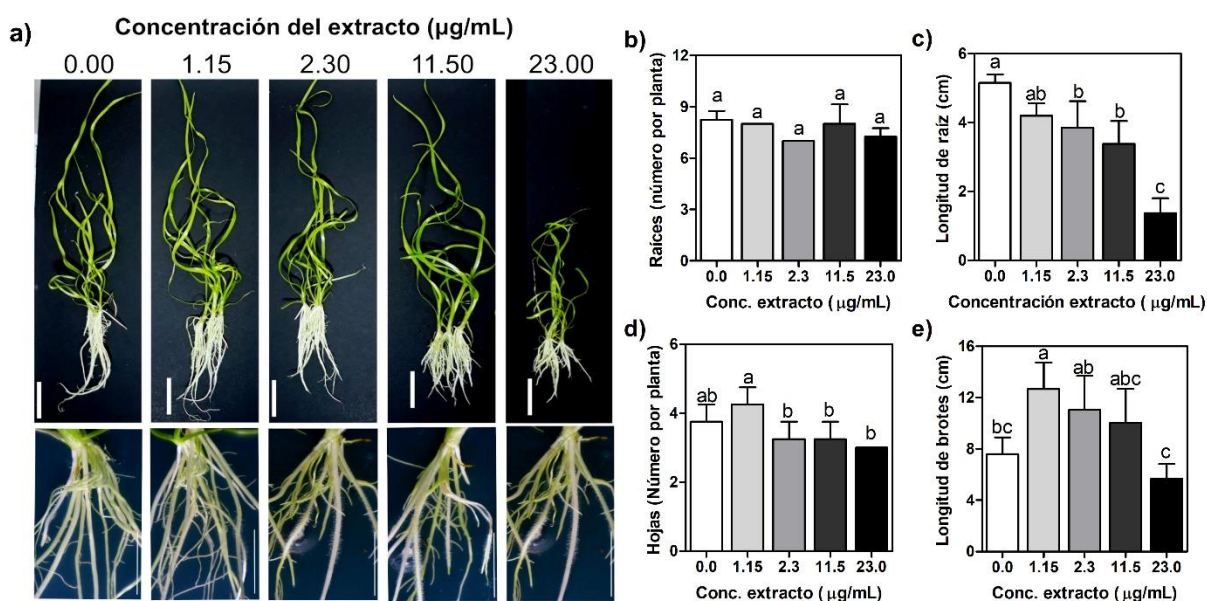 a)
Concentración del extracto (µg/mL)
0.00 1.15 2.30 11.50 23.00
b)
Raíces (número por planta)
12
9
6
3
0
a a a a a
0.0 1.15 2.3 11.5 23.0
Conc. extracto (µg/mL)
c)
Longitud de raíz (cm)
6
4
2
0
a ab b b c
0.0 1.15 2.3 11.5 23.0
Concentración extracto (µg/mL)
d)
Hojas (Número por planta)
6
4
2
0
ab a b b b
0.0 1.15 2.3 11.5 23.0
Conc. extracto (µg/mL)
e)
Longitud de brotes (cm)
16
12
8
4
0
bc a ab abc c
0.0 1.15 2.3 11.5 23.0
Conc. extracto (µg/mL)